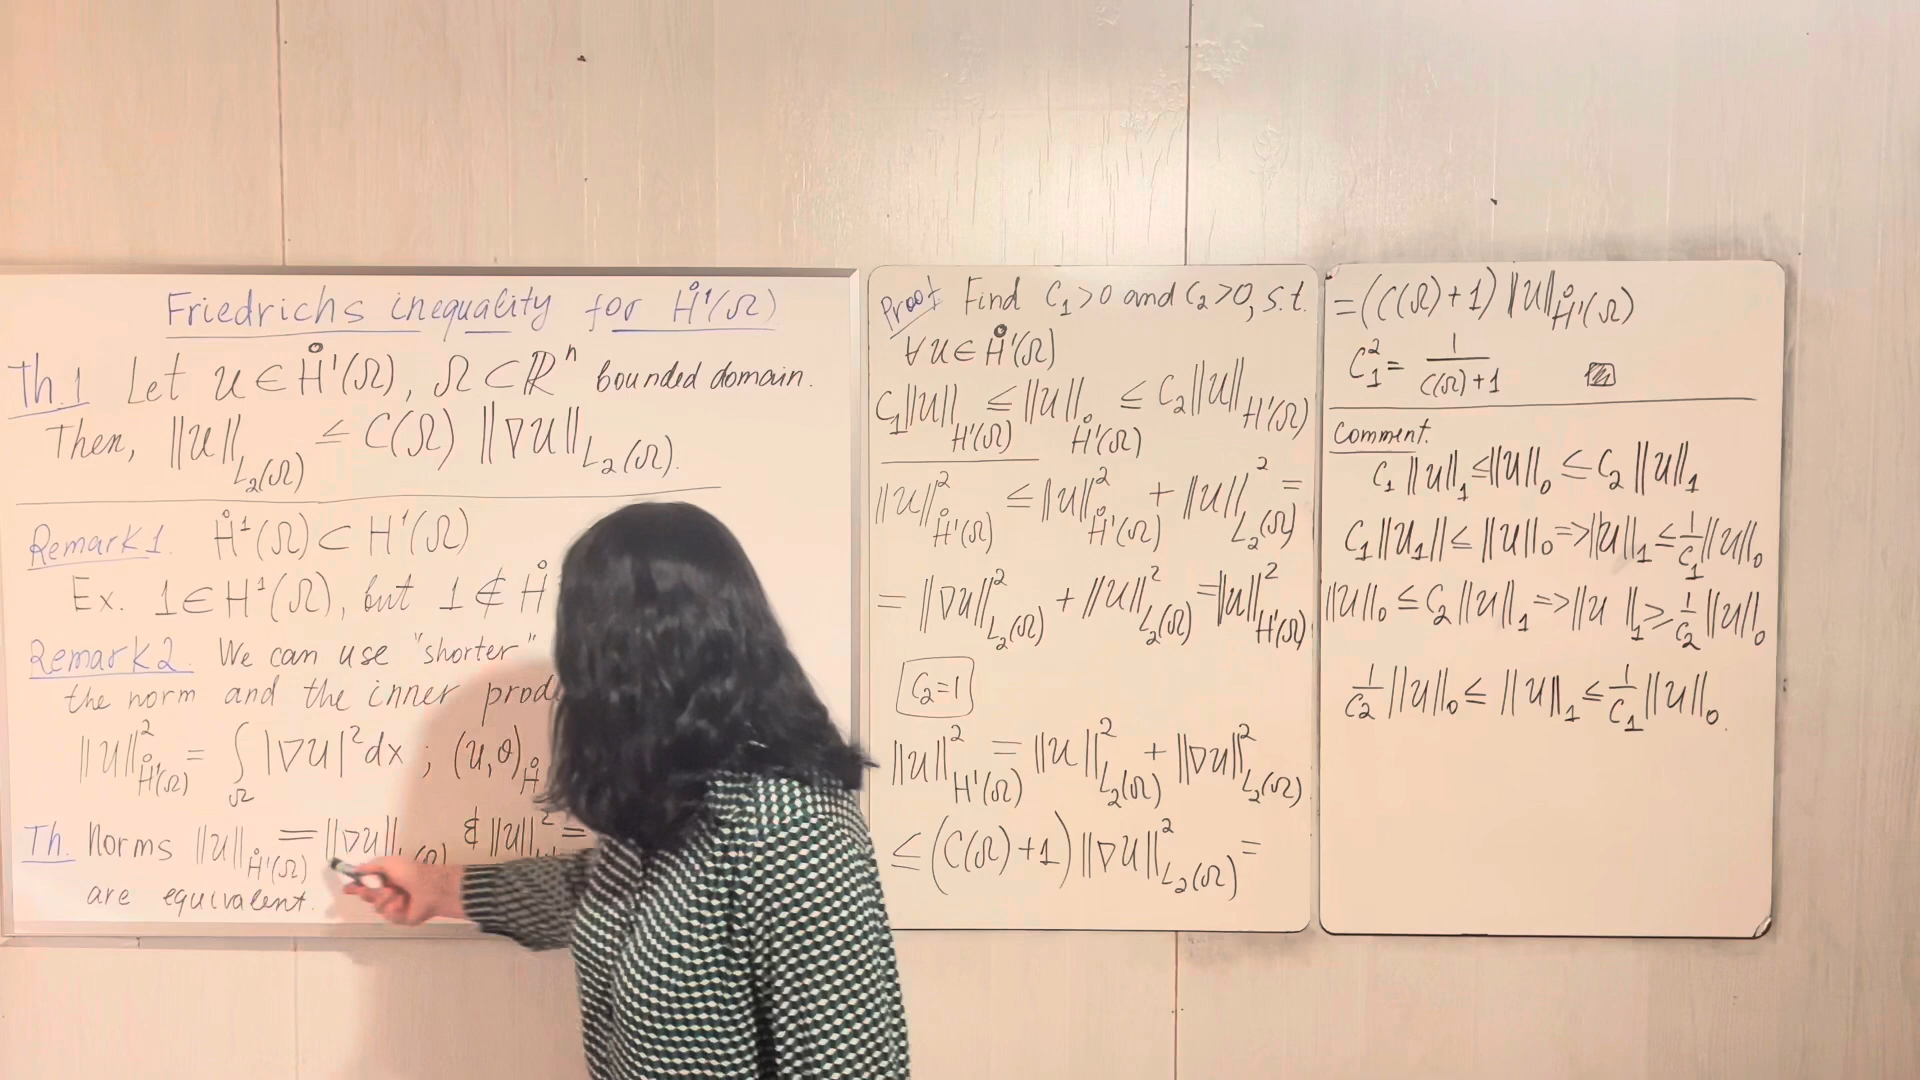 Friedrichs inequality for H̊¹(Ω)
Th.1 Let u ∈ H̊¹(Ω), Ω ⊂ ℝⁿ bounded domain.
Then, ||u||_{L₂(Ω)} ≤ C(Ω) ||∇u||_{L₂(Ω)}.
Remark 1. H̊¹(Ω) ⊂ H¹(Ω)
Ex. 1 ∈ H¹(Ω), but 1 ∉ H̊
Remark 2. We can use "shorter"
the norm and the inner
||u||²_{H̊¹(Ω)} = ∫_Ω |∇u|² dx ; (u,θ)_{H̊
Th. Norms ||u||_{H̊¹(Ω)} = ||∇u|| & ||u||² =
are equivalent.
Proof Find C₁>0 and C₂>0, s.t.
∀u ∈ H̊¹(Ω)
C₁||u||_{H¹(Ω)} ≤ ||u||_{H̊¹(Ω)} ≤ C₂||u||_{H¹(Ω)}
||u||²_{H̊¹(Ω)} ≤ ||u||²_{H̊¹(Ω)} + ||u||²_{L₂(Ω)} =
= ||∇u||²_{L₂(Ω)} + ||u||²_{L₂(Ω)} = ||u||²_{H¹(Ω)}
C₂=1
||u||²_{H¹(Ω)} = ||u||²_{L₂(Ω)} + ||∇u||²_{L₂(Ω)}
≤ (C(Ω)+1) ||∇u||²_{L₂(Ω)} =
= (C(Ω)+1) ||u||_{H̊¹(Ω)}
C₁² = 1/(C(Ω)+1)
Comment.
C₁ ||u||₁ ≤ ||u||₀ ≤ C₂ ||u||₁
C₁||u₁|| ≤ ||u||₀ => ||u||₁ ≤ 1/C₁ ||u||₀
||u||₀ ≤ C₂ ||u||₁ => ||u||₁ ≥ 1/C₂ ||u||₀
1/C₂ ||u||₀ ≤ ||u||₁ ≤ 1/C₁ ||u||₀.